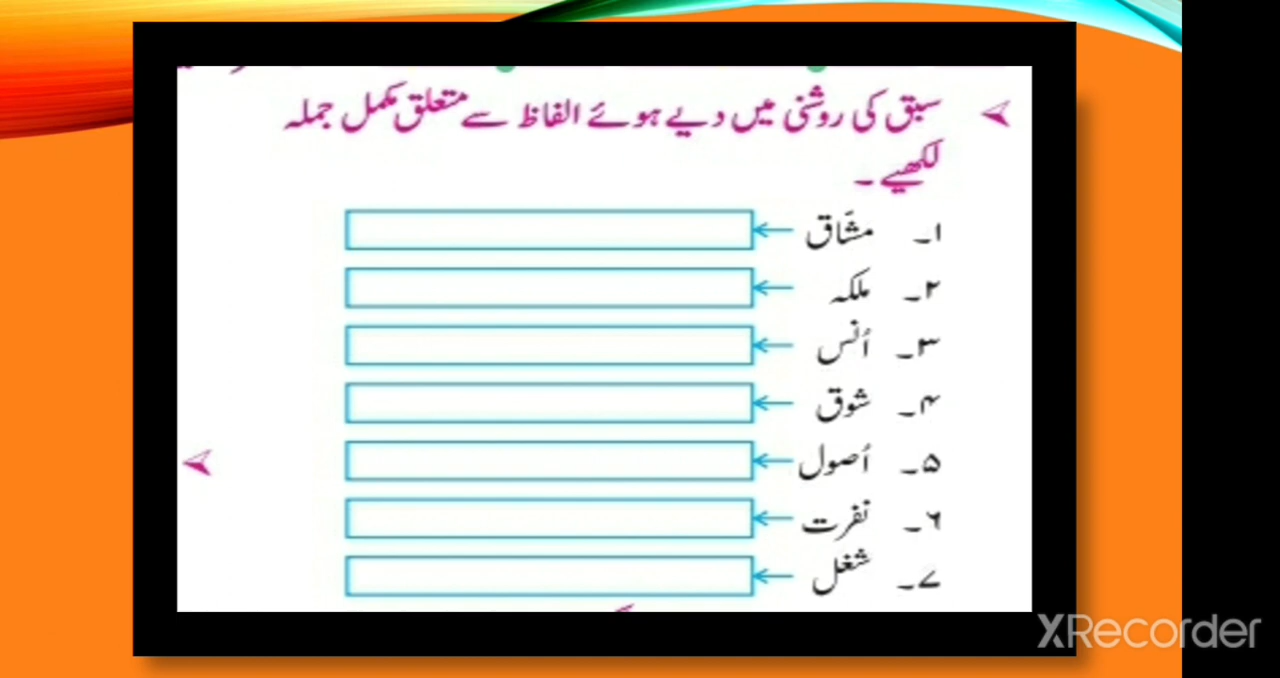 سبق کی روشنی میں دیے ہوئے الفاظ سے متعلق مکمل جملہ
لکھیے ۔
۱۔ مشّاق
۲۔ ملکہ
۳۔ اُنس
۴۔ شوق
۵۔ اُصول
۶۔ نفرت
۷۔ شغل
XRecorder